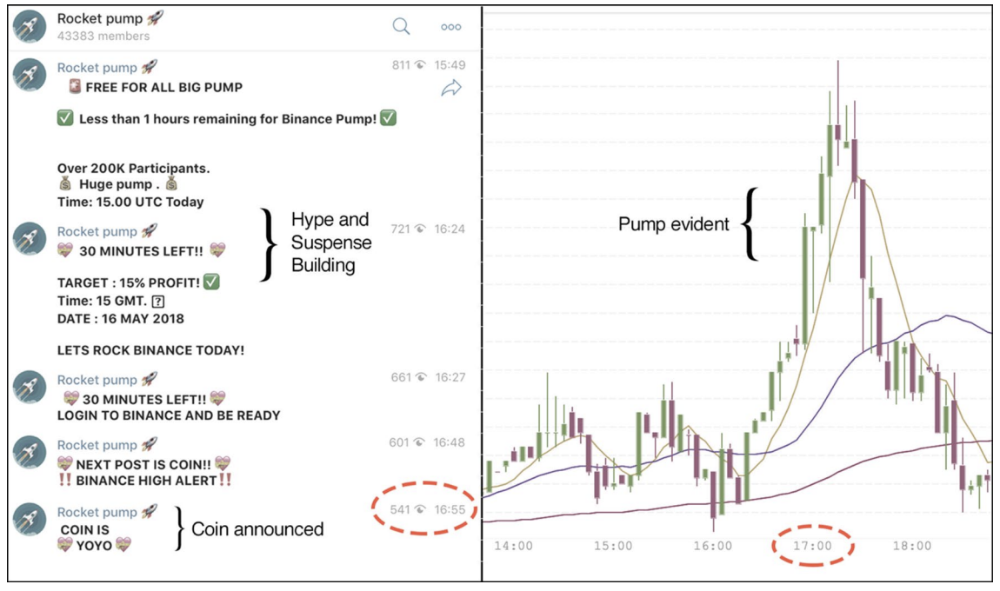 Rocket pump 🚀
43383 members
Rocket pump 🚀
811 15:49
🚨 FREE FOR ALL BIG PUMP
✅ Less than 1 hours remaining for Binance Pump! ✅
Over 200K Participants.
💰 Huge pump . 💰
Time: 15.00 UTC Today
Rocket pump 🚀
721 16:24
💝 30 MINUTES LEFT!! 💝
TARGET : 15% PROFIT! ✅
Time: 15 GMT. ?
DATE : 16 MAY 2018
LETS ROCK BINANCE TODAY!
Hype and
Suspense
Building
Rocket pump 🚀
661 16:27
💝 30 MINUTES LEFT!! 💝
LOGIN TO BINANCE AND BE READY
Rocket pump 🚀
601 16:48
💝 NEXT POST IS COIN!! 💝
‼️ BINANCE HIGH ALERT ‼️
Rocket pump 🚀
541 16:55
COIN IS
💝 YOYO 💝
Coin announced
Pump evident
14:00 15:00 16:00 17:00 18:00